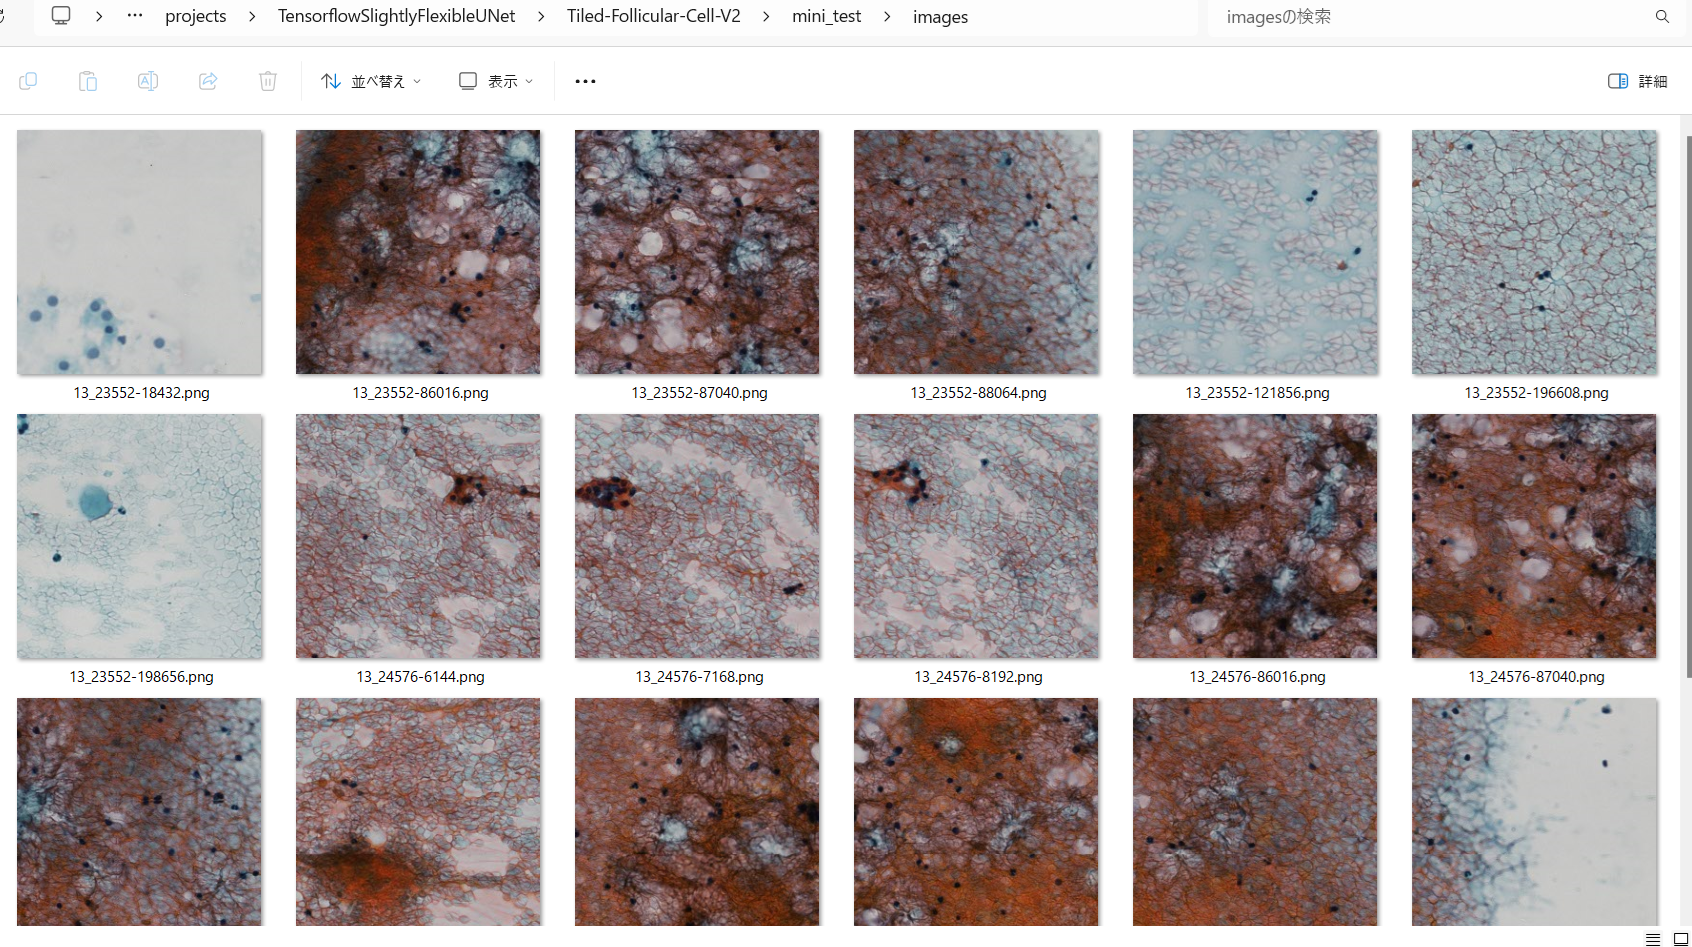 projects > TensorflowSlightlyFlexibleUNet > Tiled-Follicular-Cell-V2 > mini_test > images
imagesの検索
並べ替え
表示
詳細
13_23552-18432.png
13_23552-86016.png
13_23552-87040.png
13_23552-88064.png
13_23552-121856.png
13_23552-196608.png
13_23552-198656.png
13_24576-6144.png
13_24576-7168.png
13_24576-8192.png
13_24576-86016.png
13_24576-87040.png